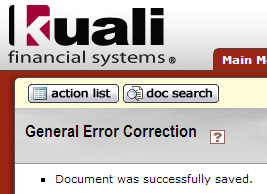 Kuali
financial systems ®
Main M
action list doc search
General Error Correction ?
Document was successfully saved.